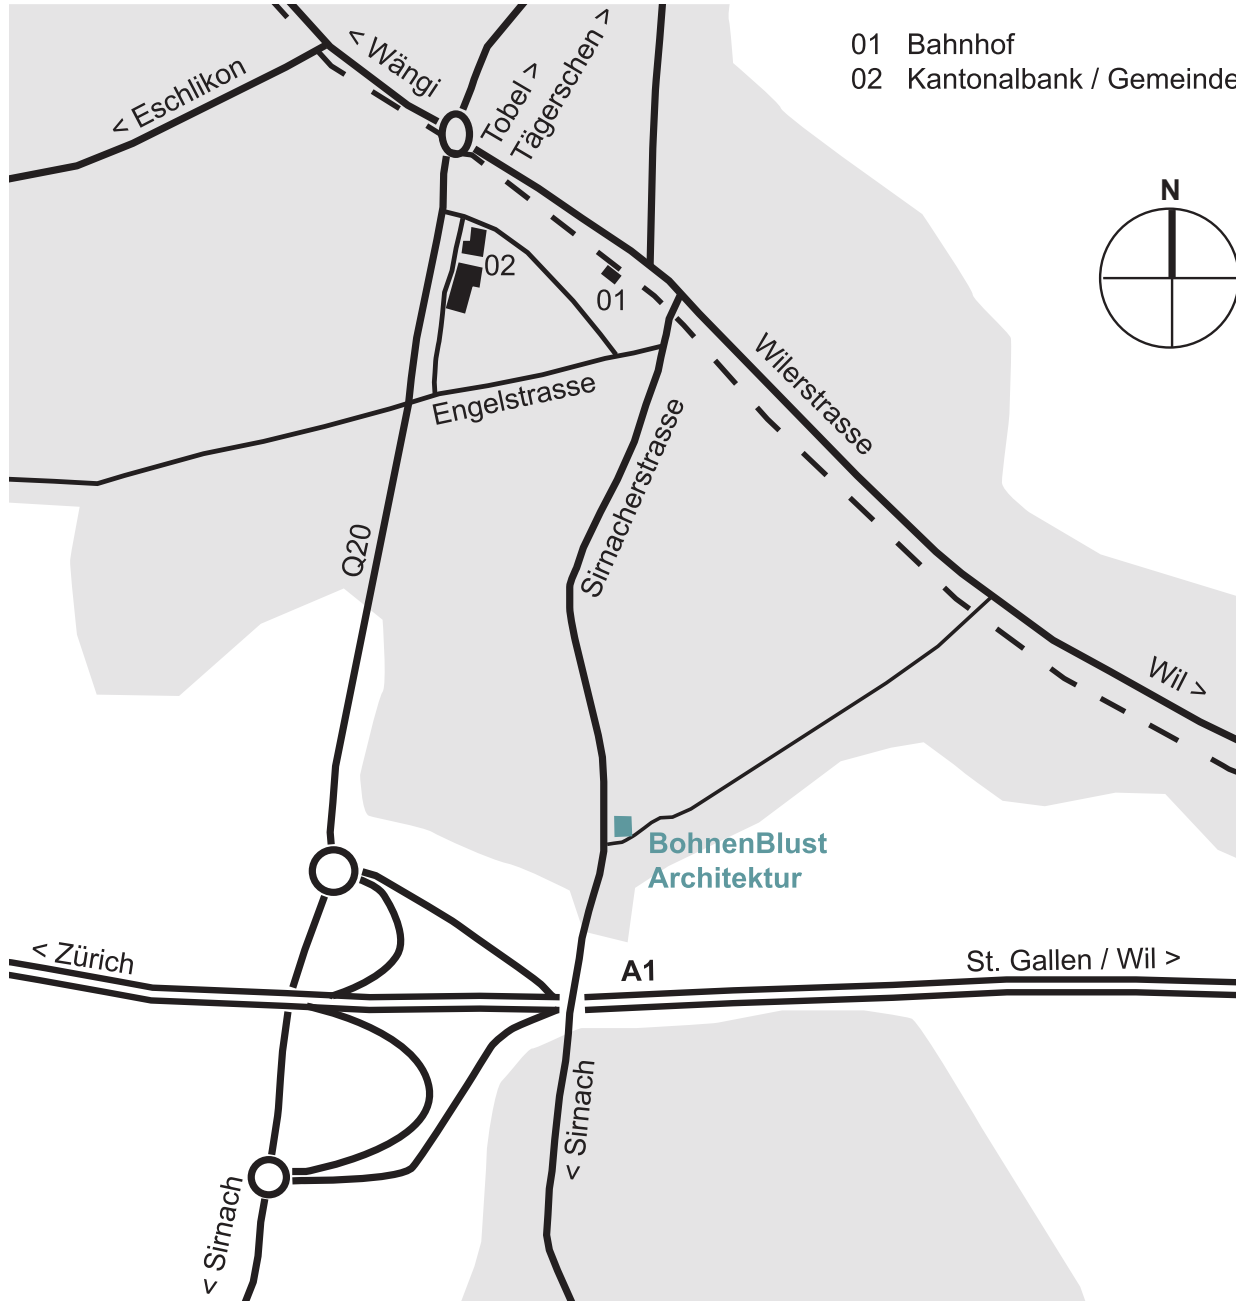 01 Bahnhof
02 Kantonalbank / Gemeinde
< Wängi
< Eschlikon
Tobel >
Tägerschen >
N
02
01
Wilerstrasse
Engelstrasse
Sirnacherstrasse
Q20
Wil >
BohnenBlust
Architektur
< Zürich
A1
St. Gallen / Wil >
< Sirnach
< Sirnach